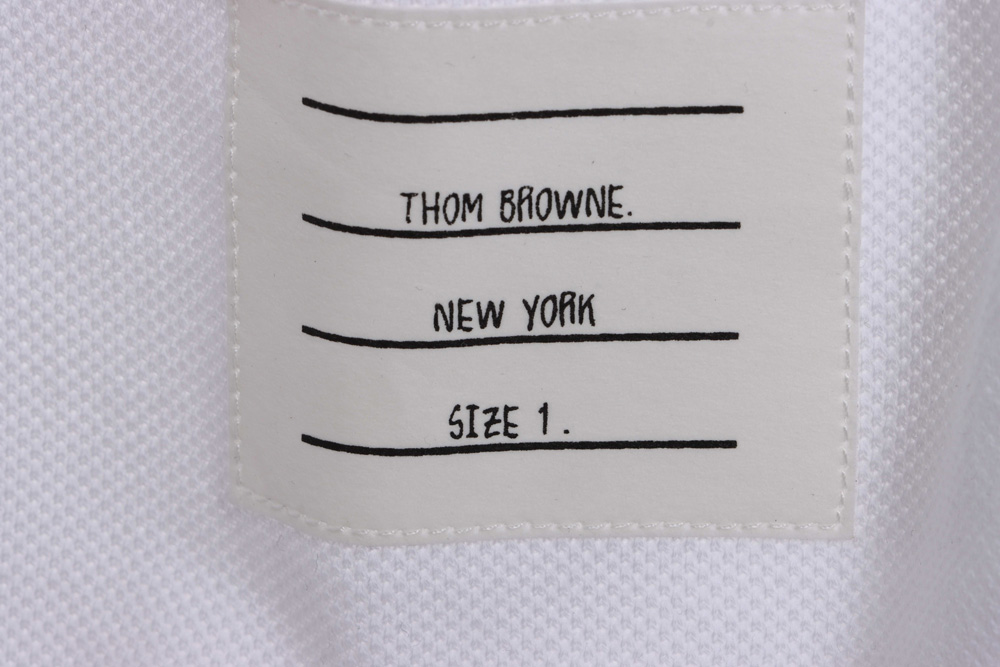 THOM BROWNE.
NEW YORK
SIZE 1.